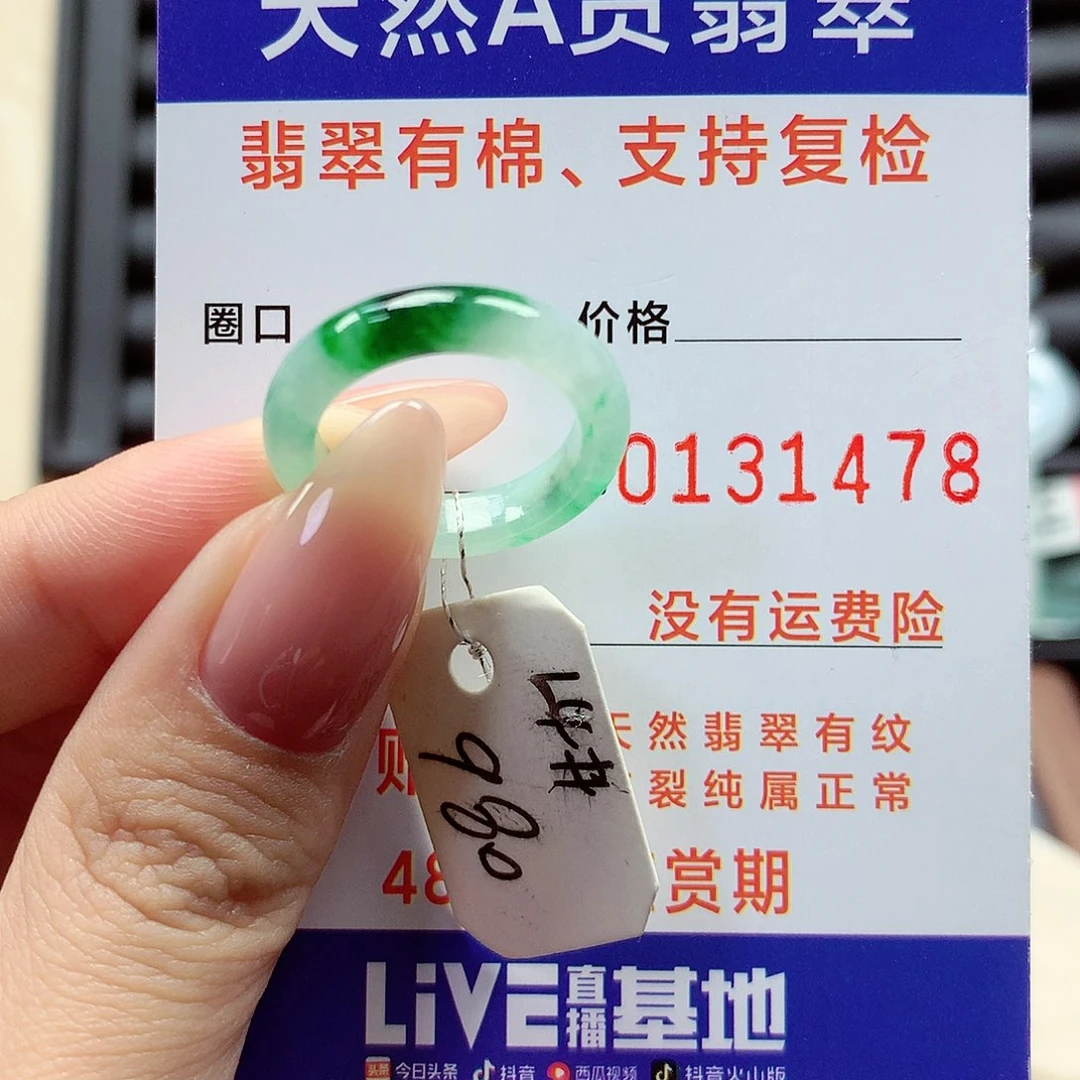 天然A货翡翠
翡翠有棉、支持复检
圈口
价格
0131478
没有运费险
天然翡翠有纹
裂纯属正常
48
赏期
L4#
980
LiVE直播基地
头条 今日头条 抖音 西瓜视频 抖音火山版